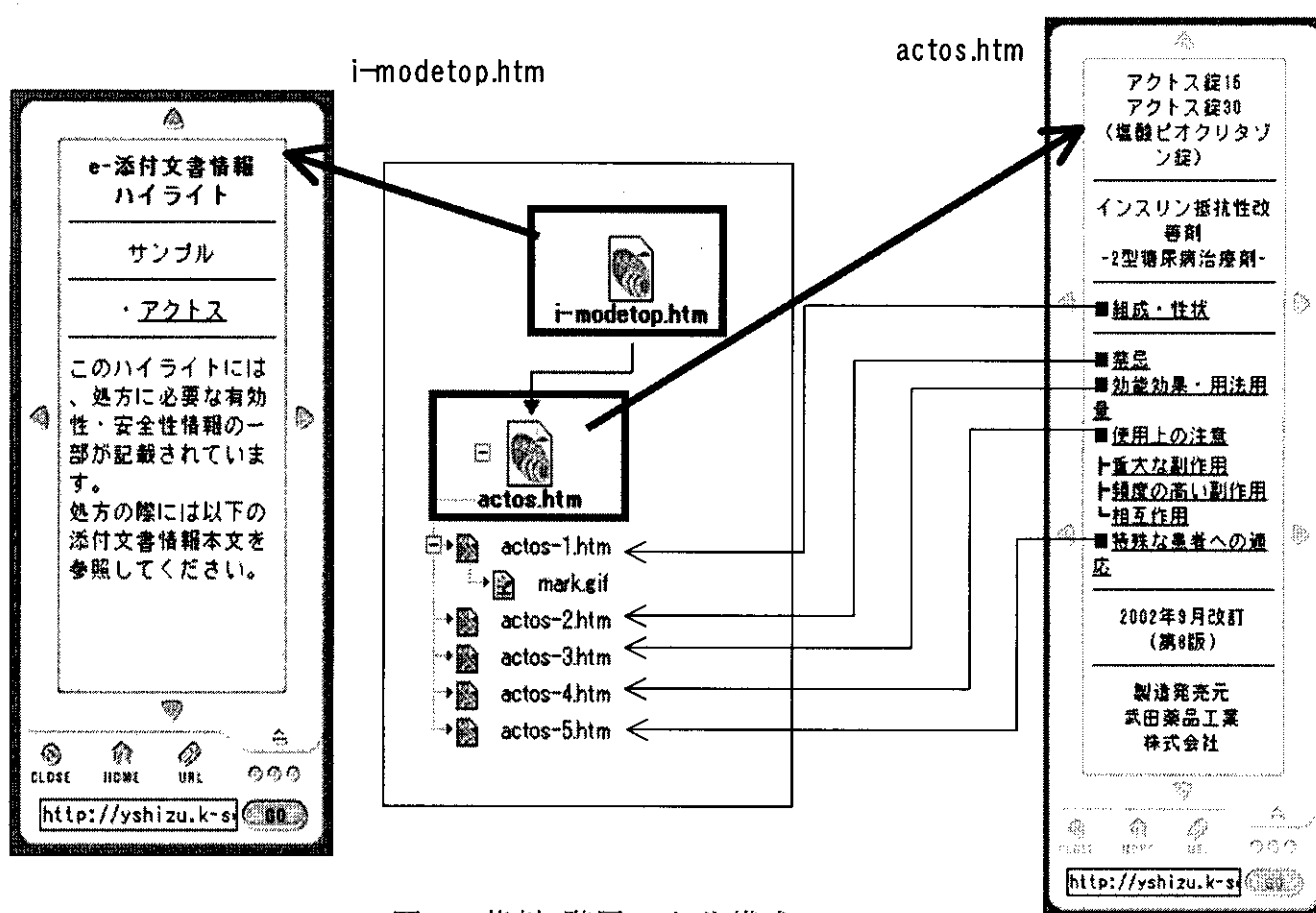 i-modetop.htm
actos.htm
e-添付文書情報
ハイライト
サンプル
・アクトス
このハイライトには
、処方に必要な有効
性・安全性情報の一
部が記載されていま
す。
処方の際には以下の
添付文書情報本文を
参照してください。
CLOSE HOME URL
http://yshizu.k-s GO
i-modetop.htm
actos.htm
actos-1.htm
mark.gif
actos-2.htm
actos-3.htm
actos-4.htm
actos-5.htm
アクトス錠15
アクトス錠30
(塩酸ピオグリタゾ
ン錠)
インスリン抵抗性改
善剤
-2型糖尿病治療剤-
■組成・性状
■禁忌
■効能効果・用法用
量
■使用上の注意
┣重大な副作用
┣頻度の高い副作用
┗相互作用
■特殊な患者への適
応
2002年9月改訂
(第8版)
製造発売元
武田薬品工業
株式会社
CLOSE HOME URL
http://yshizu.k-s GO